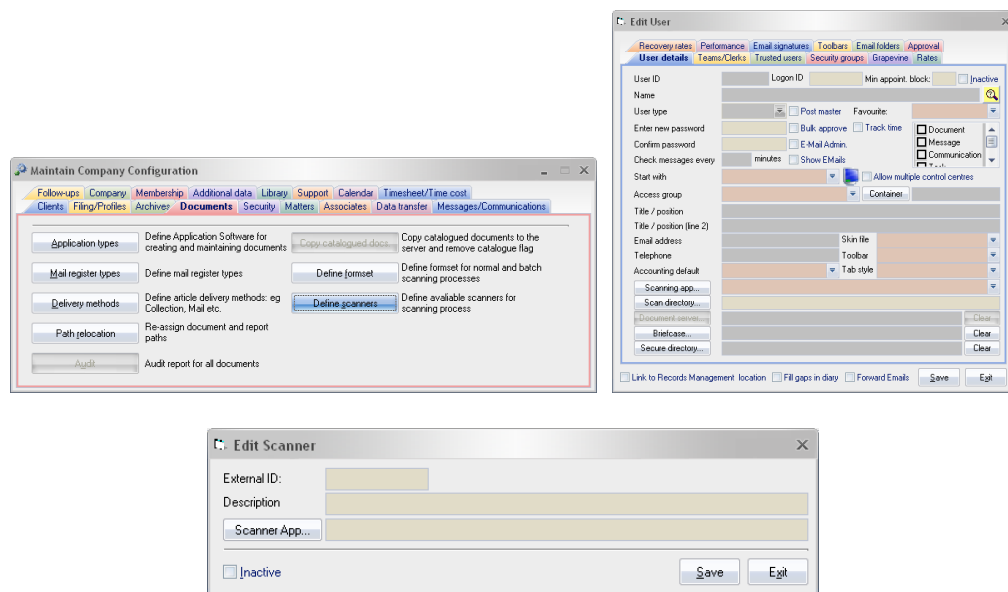 Edit User
Recovery rates Performance Email signatures Toolbars Email folders Approval
User details Teams/Clerks Trusted users Security groups Grapevine Rates
User ID Logon ID Min appoint. block: Inactive
Name
User type Post master Favourite:
Enter new password Bulk approve Track time Document
Confirm password E-Mail Admin. Message
Check messages every minutes Show EMails Communication
Start with Allow multiple control centres
Access group Container
Title / position
Title / position (line 2)
Email address Skin file
Telephone Toolbar
Accounting default Tab style
Scanning app...
Scan directory...
Document server... Clear
Briefcase... Clear
Secure directory... Clear
Link to Records Management location Fill gaps in diary Forward Emails Save Exit
Maintain Company Configuration
Follow-ups Company Membership Additional data Library Support Calendar Timesheet/Time cost
Clients Filing/Profiles Archives Documents Security Matters Associates Data transfer Messages/Communications
Application types Define Application Software for creating and maintaining documents Copy catalogued docs. Copy catalogued documents to the server and remove catalogue flag
Mail register types Define mail register types Define formset Define formset for normal and batch scanning processes
Delivery methods Define article delivery methods: eg Collection, Mail etc. Define scanners Define avaliable scanners for scanning process
Path relocation Re-assign document and report paths
Audit Audit report for all documents
Edit Scanner
External ID:
Description
Scanner App...
Inactive Save Exit